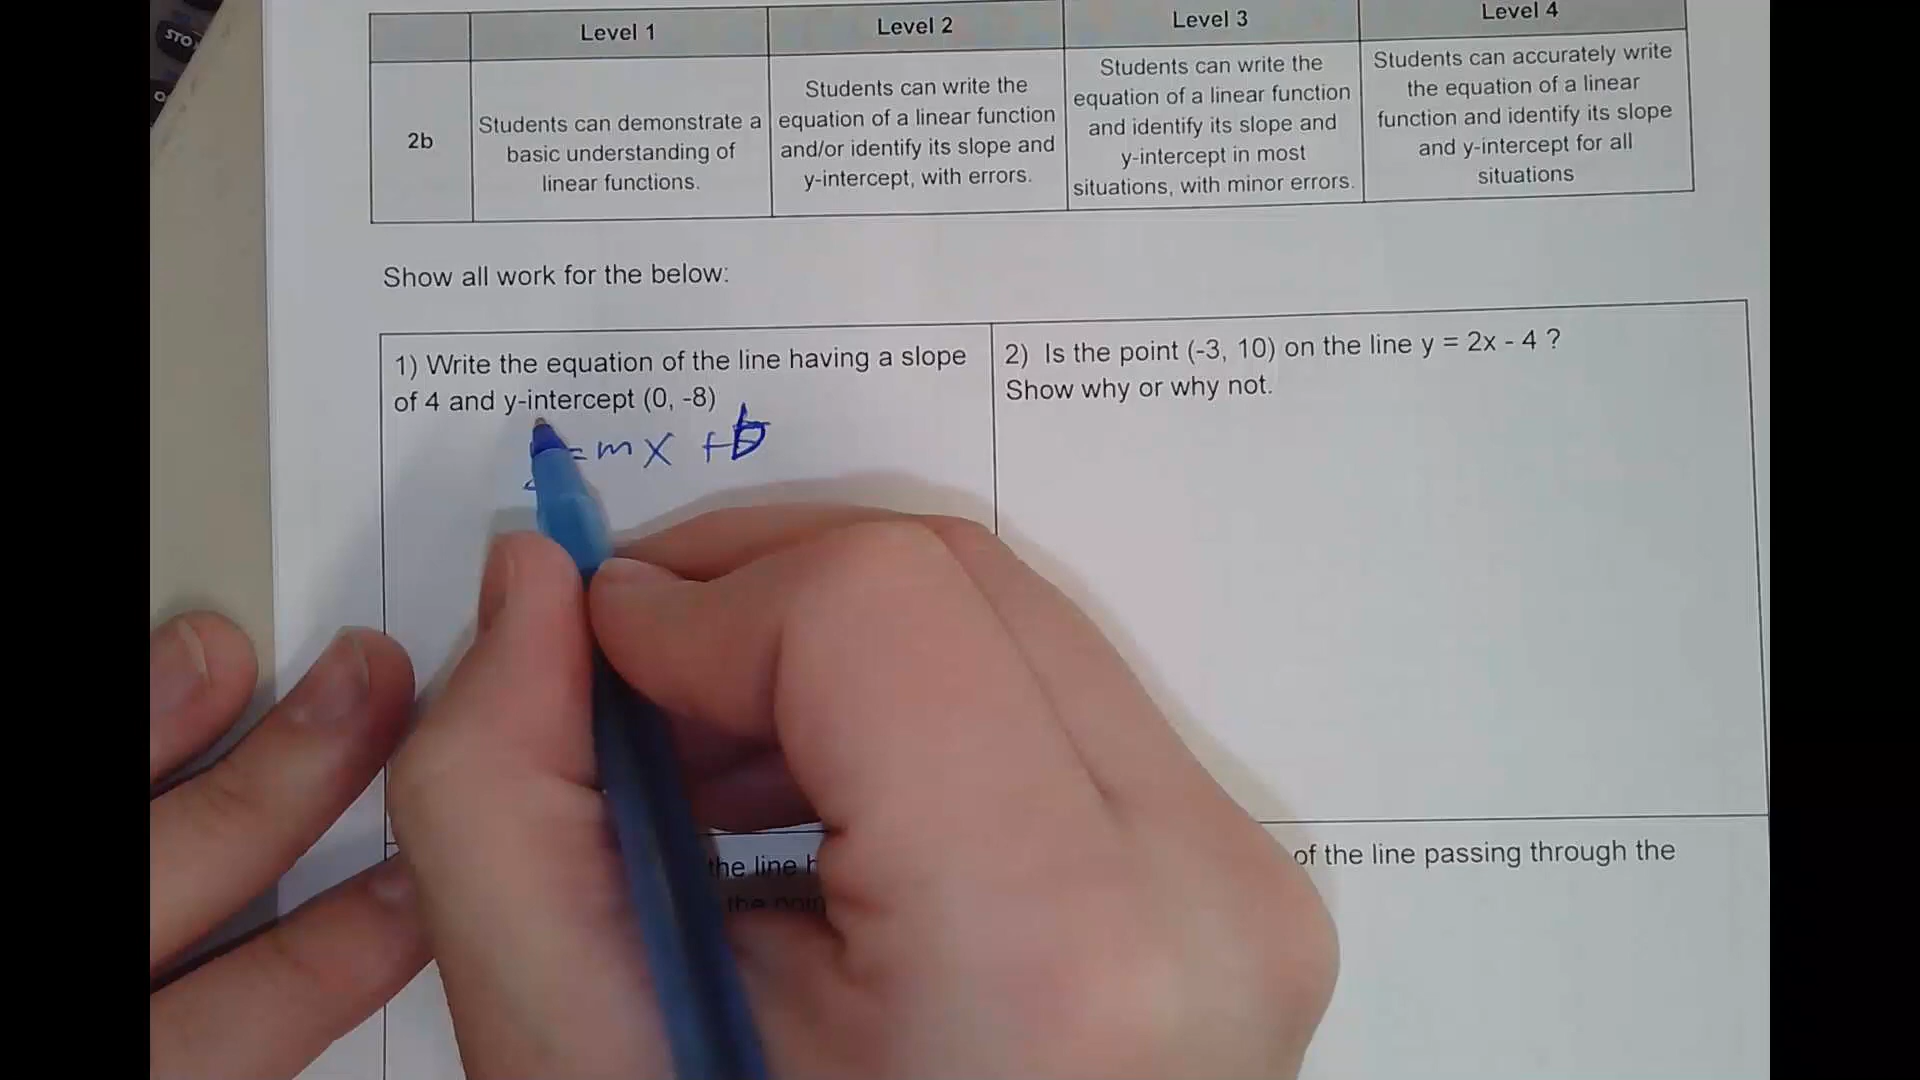 STO
Level 1
Level 2
Level 3
Level 4
2b
Students can demonstrate a
basic understanding of
linear functions.
Students can write the
equation of a linear function
and/or identify its slope and
y-intercept, with errors.
Students can write the
equation of a linear function
and identify its slope and
y-intercept in most
situations, with minor errors.
Students can accurately write
the equation of a linear
function and identify its slope
and y-intercept for all
situations
Show all work for the below:
1) Write the equation of the line having a slope
of 4 and y-intercept (0, -8)
= mx + b
2) Is the point (-3, 10) on the line y = 2x - 4 ?
Show why or why not.
the line
the
of the line passing through the